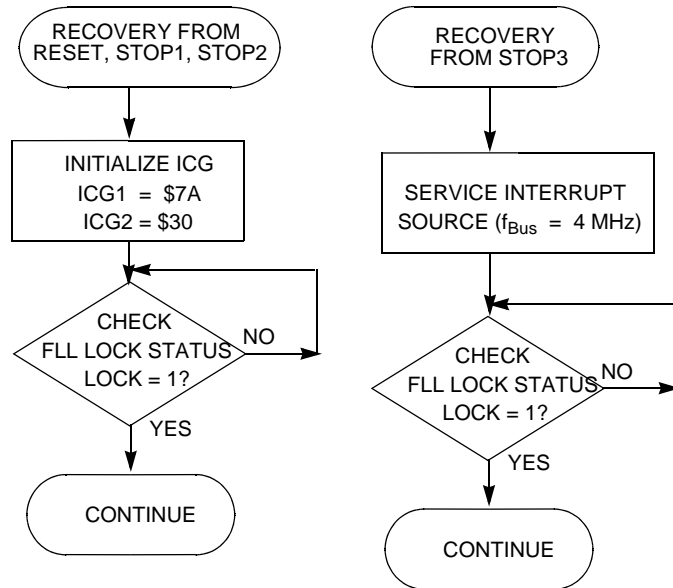 RECOVERY FROM
RESET, STOP1, STOP2
INITIALIZE ICG
ICG1 = $7A
ICG2 = $30
CHECK
FLL LOCK STATUS
LOCK = 1?
NO
YES
CONTINUE
RECOVERY
FROM STOP3
SERVICE INTERRUPT
SOURCE (fBus = 4 MHz)
CHECK
FLL LOCK STATUS
LOCK = 1?
NO
YES
CONTINUE